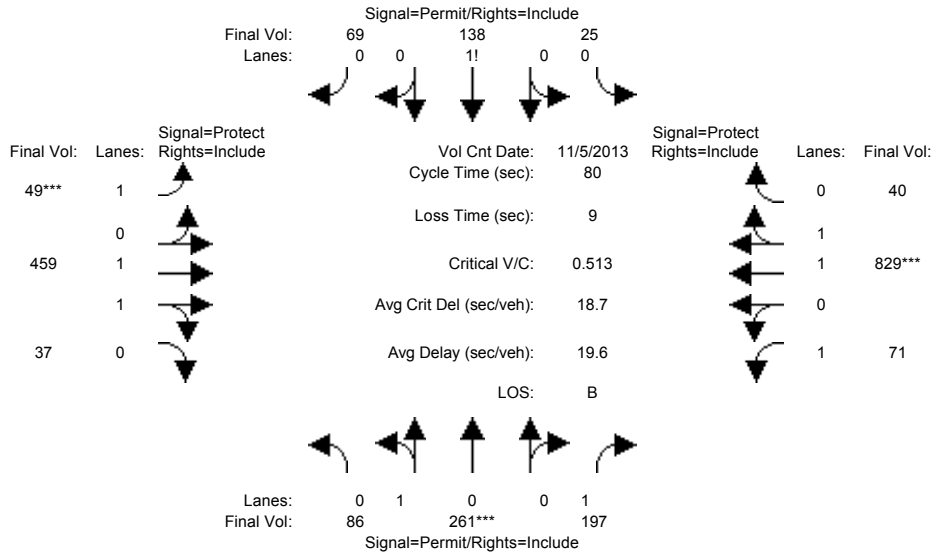 Signal=Permit/Rights=Include
Final Vol: 69 138 25
Lanes: 0 0 1! 0 0
Signal=Protect Signal=Protect
Final Vol: Lanes: Rights=Include Vol Cnt Date: 11/5/2013 Rights=Include Lanes: Final Vol:
Cycle Time (sec): 80
49*** 1 0 40
Loss Time (sec): 9
0 1
459 1 Critical V/C: 0.513 1 829***
1 Avg Crit Del (sec/veh): 18.7 0
37 0 Avg Delay (sec/veh): 19.6 1 71
LOS: B
Lanes: 0 1 0 0 1
Final Vol: 86 261*** 197
Signal=Permit/Rights=Include